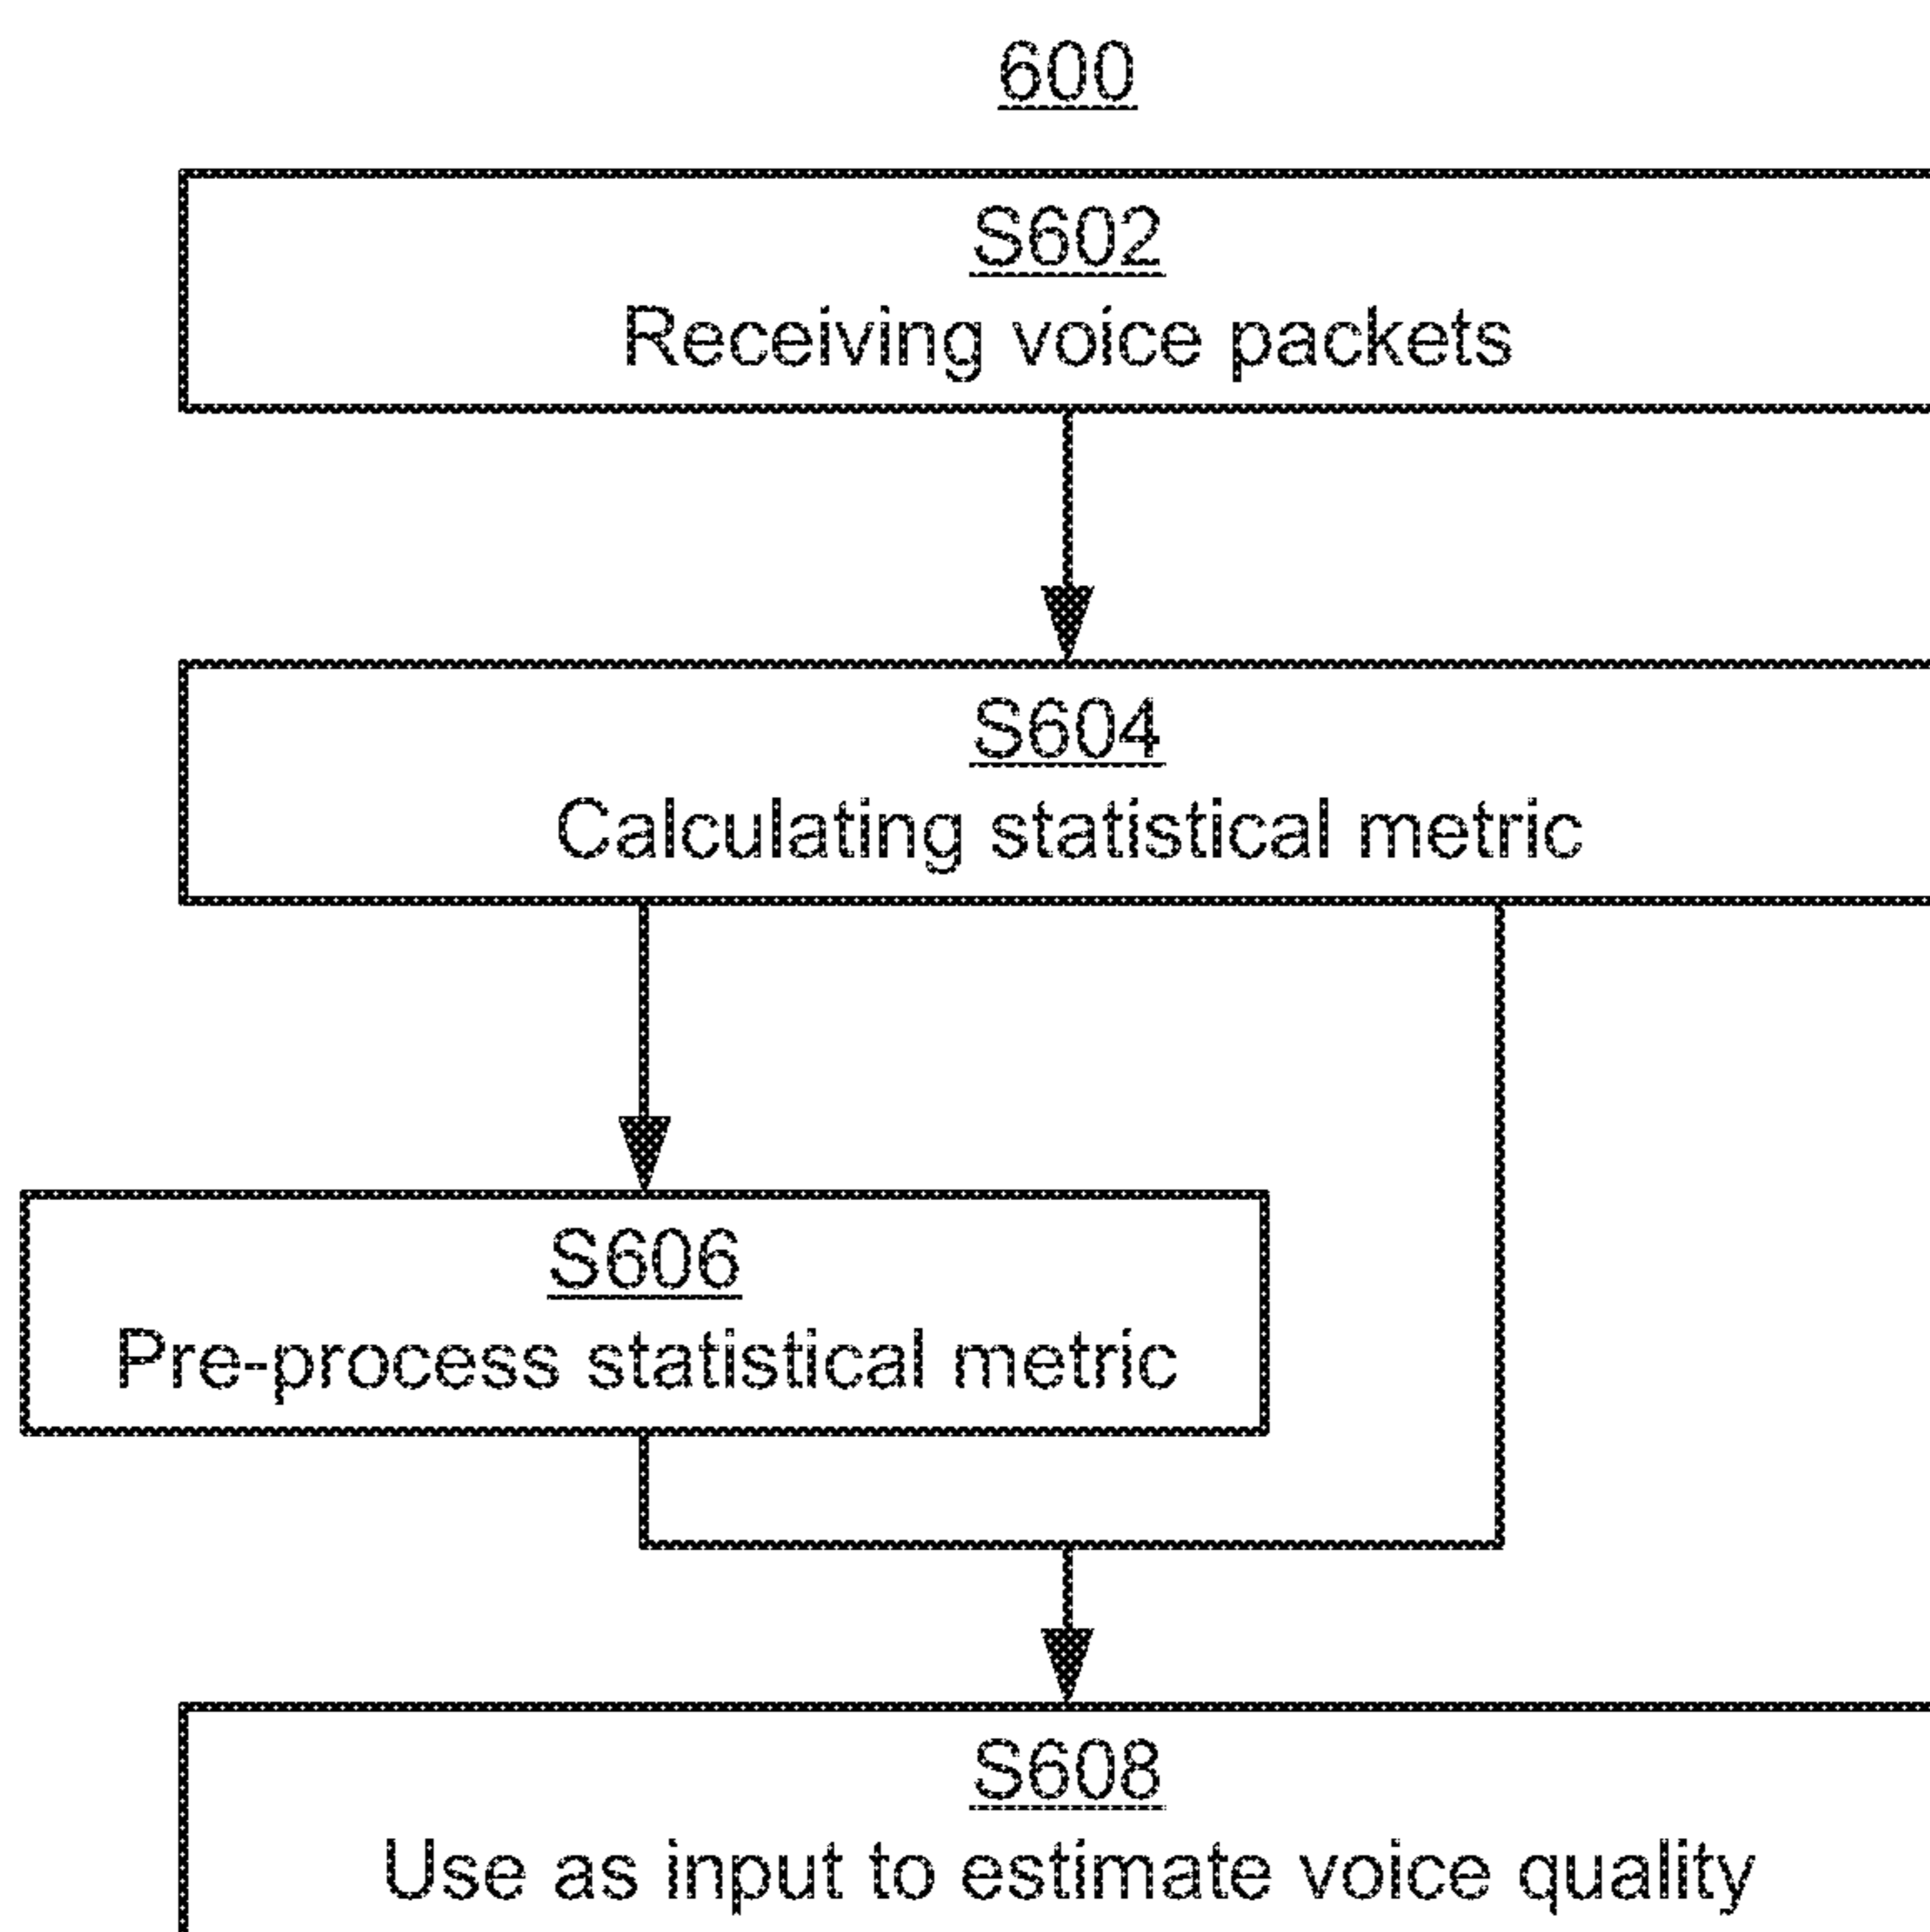 600
S602
Receiving voice packets
S604
Calculating statistical metric
S606
Pre-process statistical metric
S608
Use as input to estimate voice quality